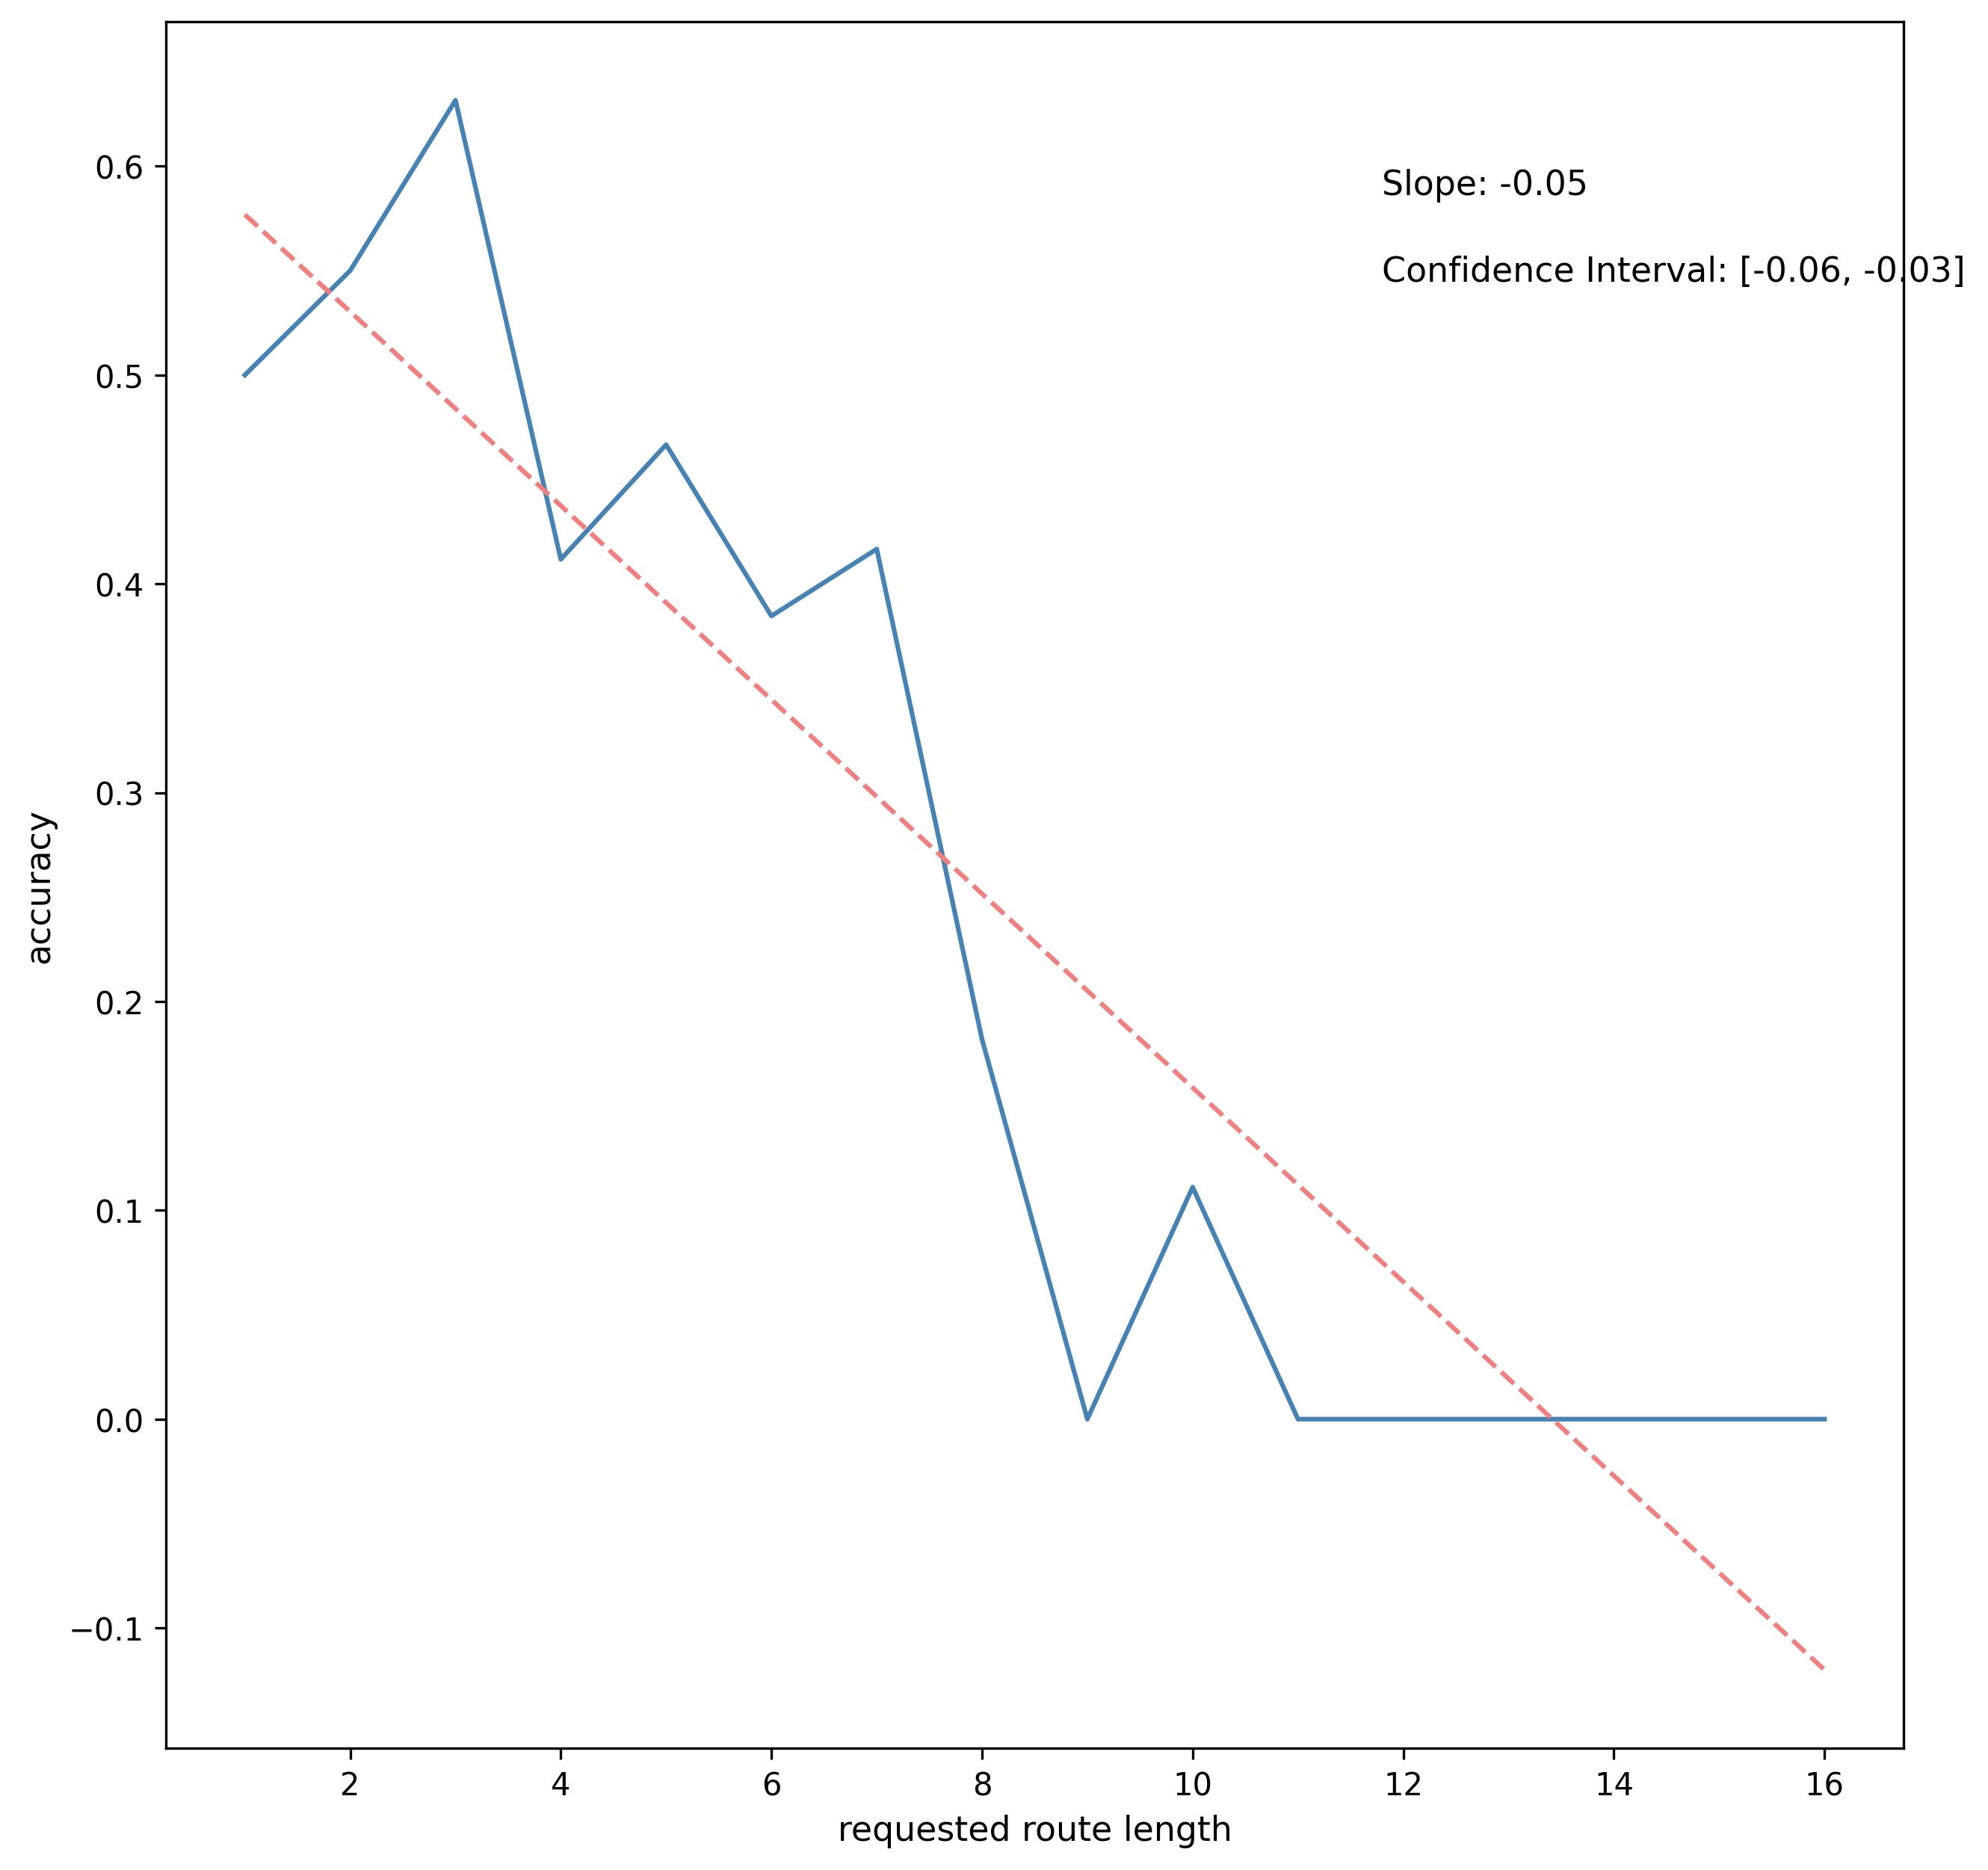 Slope: -0.05
Confidence Interval: [-0.06, -0.03]
accuracy
0.6
0.5
0.4
0.3
0.2
0.1
0.0
−0.1
2 4 6 8 10 12 14 16
requested route length